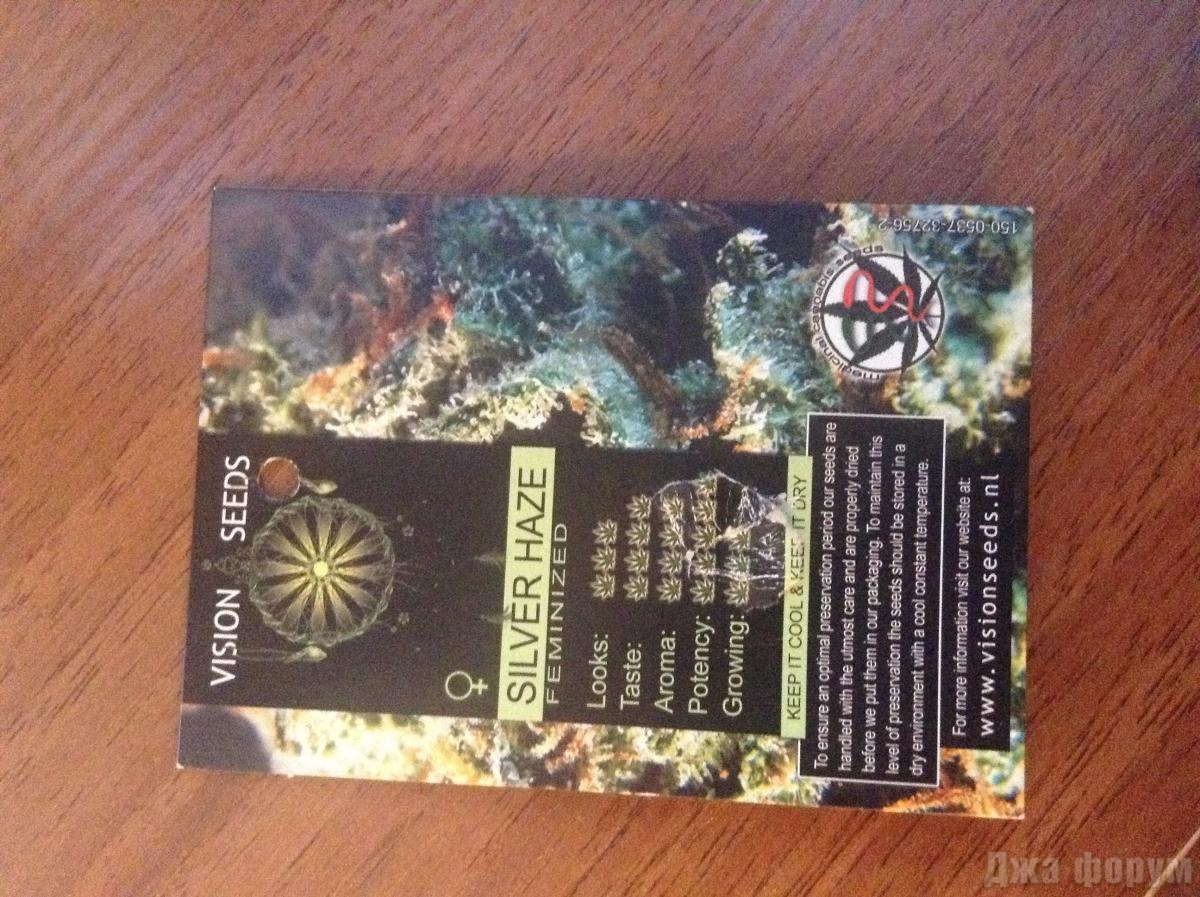 VISION SEEDS
SILVER HAZE
FEMINIZED
Looks:
Taste:
Aroma:
Potency:
Growing:
KEEP IT COOL & KEEP IT DRY
To ensure an optimal preservation period our seeds are
handled with the utmost care and are properly dried
before we put them in our packaging. To maintain this
level of preservation the seeds should be stored in a
dry environment with a cool constant temperature.
For more information visit our website at:
www.visionseeds.nl
medicinal cannabis seeds
150-0537-32756-2
Джа форум